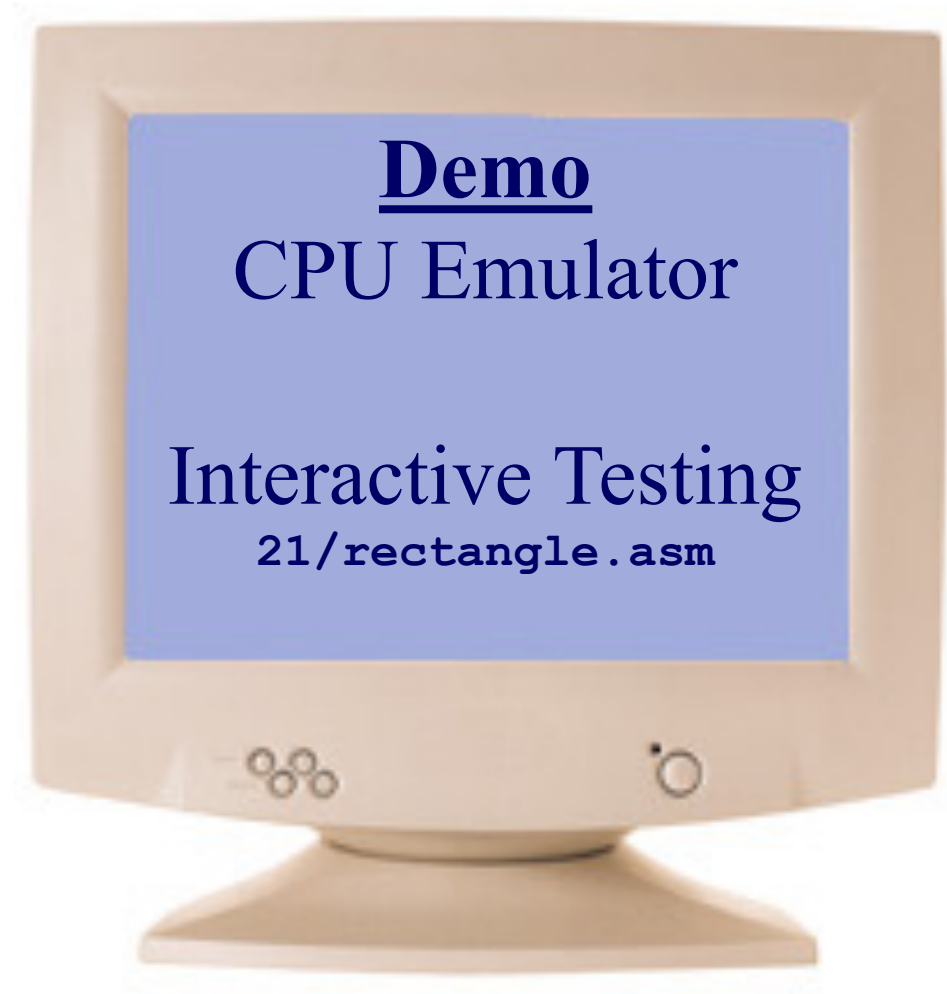 Demo
CPU Emulator
Interactive Testing
21/rectangle.asm